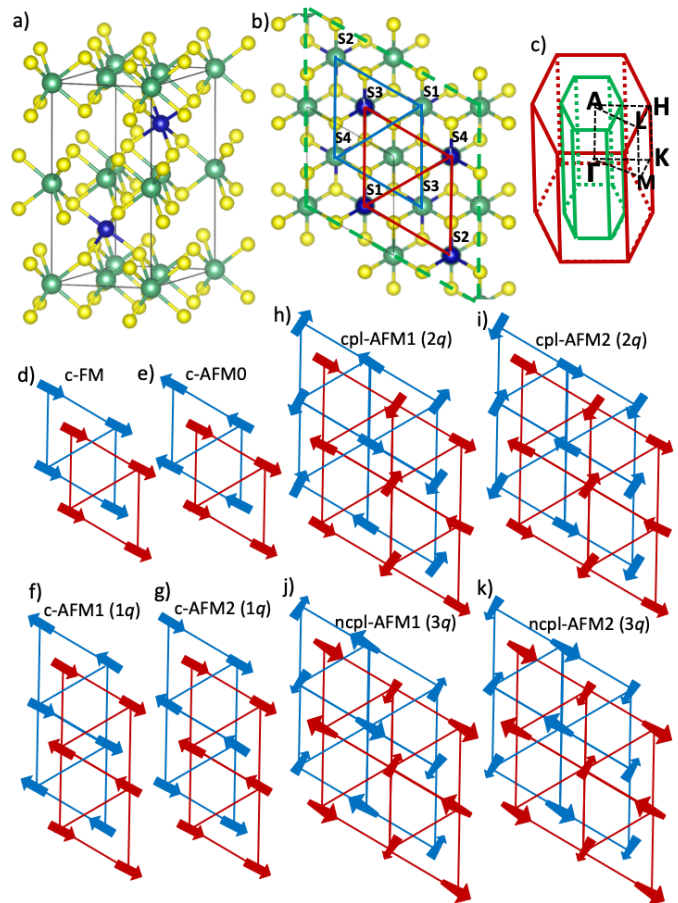 a)
b)
c)
S2
S3
S1
S4
S4
S1
S3
S2
A
H
L
Γ
K
M
d)
c-FM
e)
c-AFM0
h)
cpl-AFM1 (2q)
i)
cpl-AFM2 (2q)
f)
c-AFM1 (1q)
g)
c-AFM2 (1q)
j)
ncpl-AFM1 (3q)
k)
ncpl-AFM2 (3q)